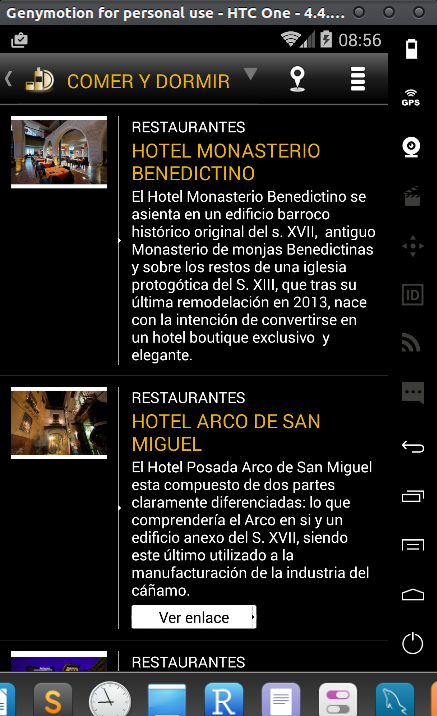 Genymotion for personal use - HTC One - 4.4....
08:56
COMER Y DORMIR
GPS
ID
RESTAURANTES
HOTEL MONASTERIO
BENEDICTINO
El Hotel Monasterio Benedictino se
asienta en un edificio barroco
histórico original del s. XVII, antiguo
Monasterio de monjas Benedictinas
y sobre los restos de una iglesia
protogótica del S. XIII, que tras su
última remodelación en 2013, nace
con la intención de convertirse en
un hotel boutique exclusivo y
elegante.
RESTAURANTES
HOTEL ARCO DE SAN
MIGUEL
El Hotel Posada Arco de San Miguel
esta compuesto de dos partes
claramente diferenciadas: lo que
comprendería el Arco en si y un
edificio anexo del S. XVII, siendo
este último utilizado a la
manufacturación de la industria del
cáñamo.
Ver enlace
RESTAURANTES
S
R